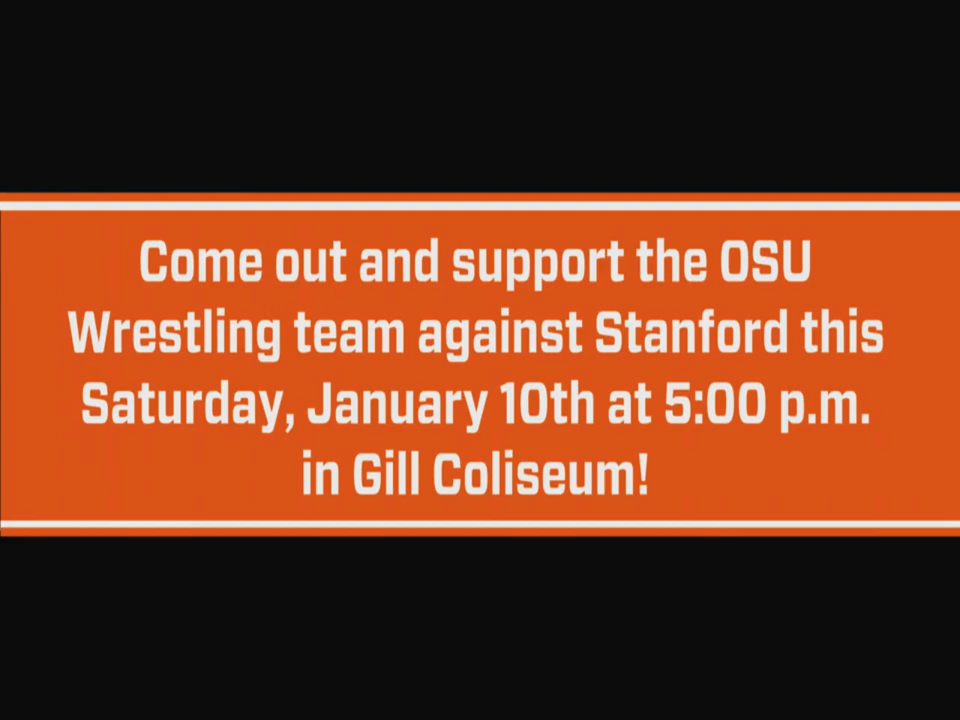 Come out and support the OSU
Wrestling team against Stanford this
Saturday, January 10th at 5:00 p.m.
in Gill Coliseum!